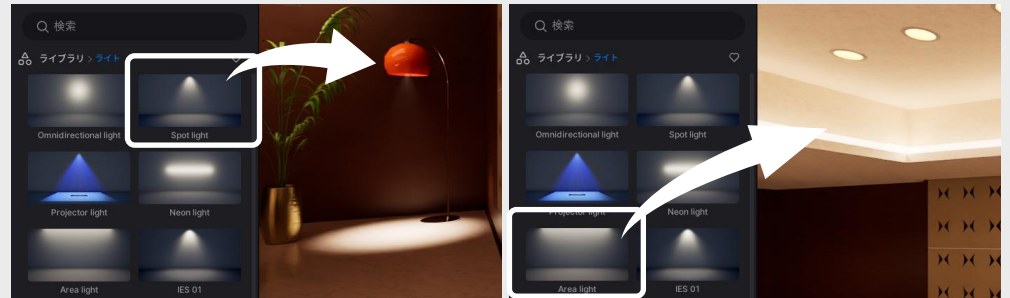 検索
ライブラリ > ライト
Omnidirectional light
Spot light
Projector light
Neon light
Area light
IES 01
検索
ライブラリ > ライト
Omnidirectional light
Spot light
Projector light
Neon light
Area light
IES 01